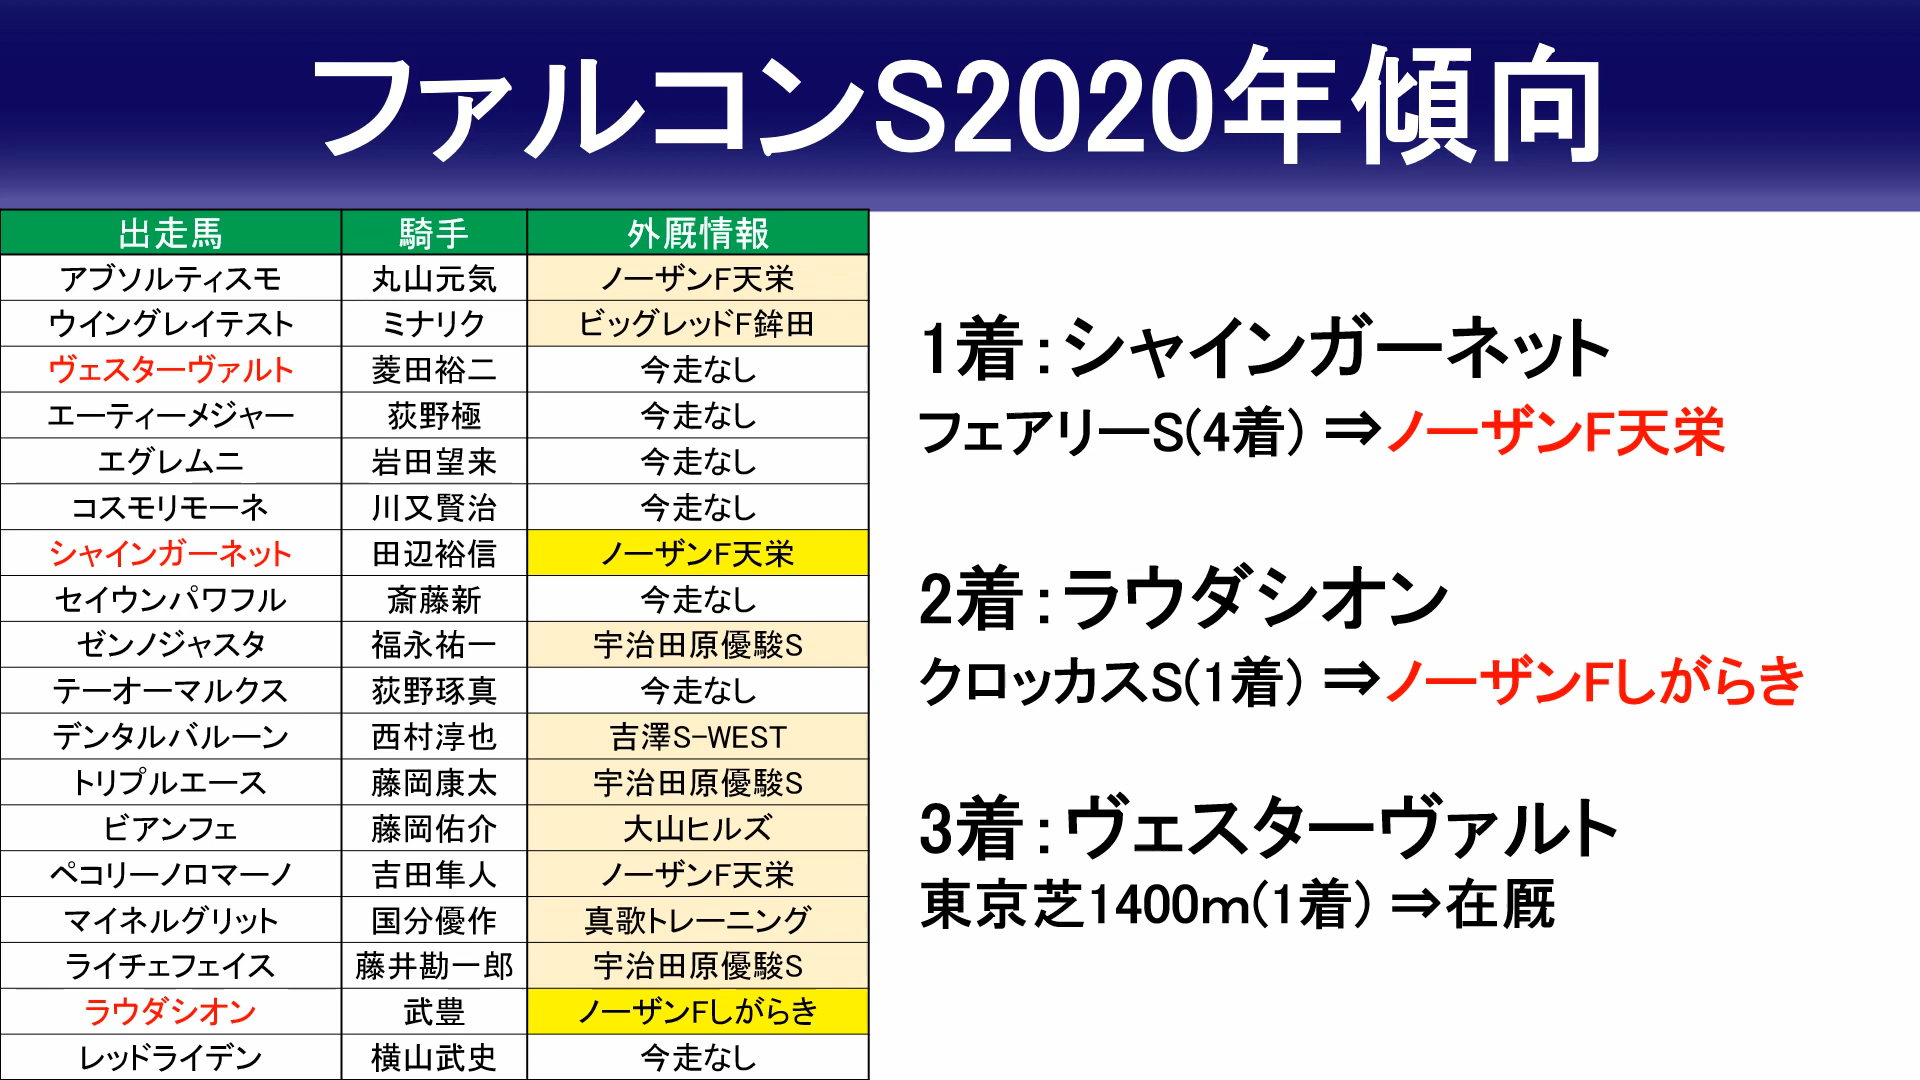 ファルコンS2020年傾向
出走馬 騎手 外厩情報
アブソルティスモ 丸山元気 ノーザンF天栄
ウイングレイテスト ミナリク ビッグレッドF鉾田
ヴェスターヴァルト 菱田裕二 今走なし
エーティーメジャー 荻野極 今走なし
エグレムニ 岩田望来 今走なし
コスモリモーネ 川又賢治 今走なし
シャインガーネット 田辺裕信 ノーザンF天栄
セイウンパワフル 斎藤新 今走なし
ゼンノジャスタ 福永祐一 宇治田原優駿S
テーオーマルクス 荻野琢真 今走なし
デンタルバルーン 西村淳也 吉澤S-WEST
トリプルエース 藤岡康太 宇治田原優駿S
ビアンフェ 藤岡佑介 大山ヒルズ
ペコリーノロマーノ 吉田隼人 ノーザンF天栄
マイネルグリット 国分優作 真歌トレーニング
ライチェフェイス 藤井勘一郎 宇治田原優駿S
ラウダシオン 武豊 ノーザンFしがらき
レッドライデン 横山武史 今走なし
1着：シャインガーネット
フェアリーS(4着) ⇒ノーザンF天栄
2着：ラウダシオン
クロッカスS(1着) ⇒ノーザンFしがらき
3着：ヴェスターヴァルト
東京芝1400m(1着) ⇒在厩